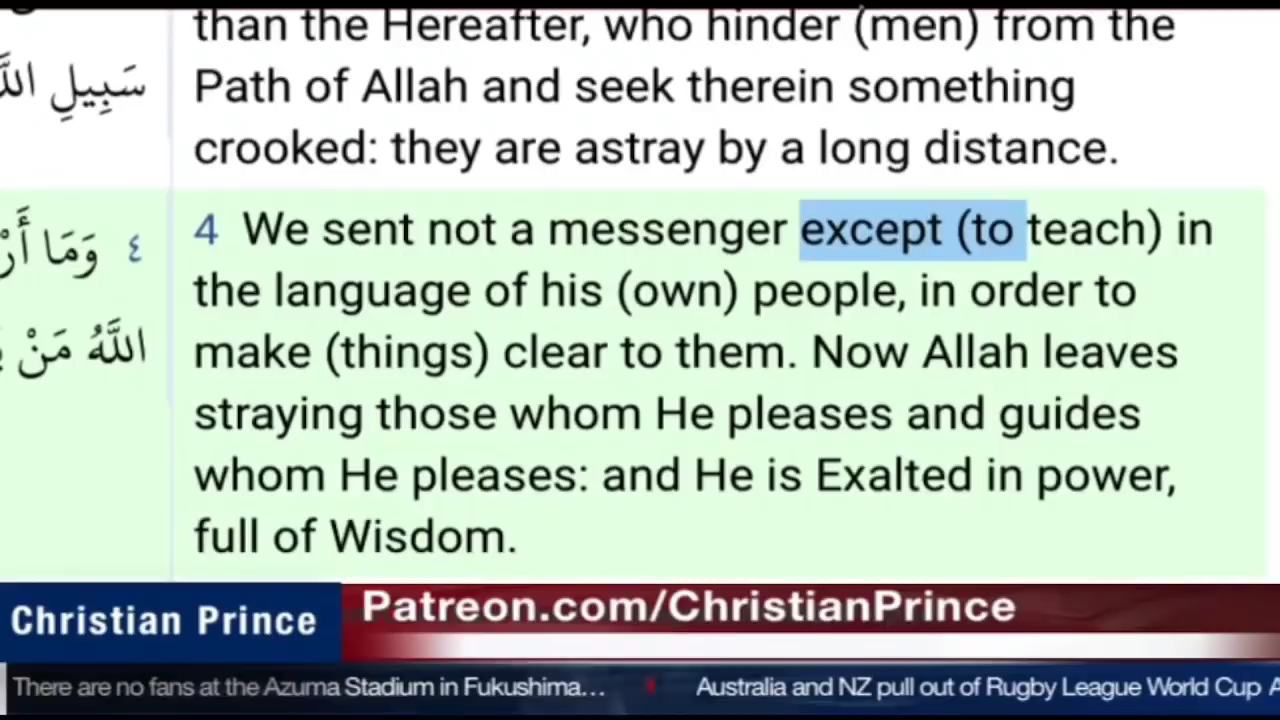 than the Hereafter, who hinder (men) from the
سَبِيلِ
Path of Allah and seek therein something
crooked: they are astray by a long distance.
٤ وَمَا
4 We sent not a messenger except (to teach) in
the language of his (own) people, in order to
اللَّهُ مَنْ
make (things) clear to them. Now Allah leaves
straying those whom He pleases and guides
whom He pleases: and He is Exalted in power,
full of Wisdom.
Christian Prince
Patreon.com/ChristianPrince
There are no fans at the Azuma Stadium in Fukushima... Australia and NZ pull out of Rugby League World Cup